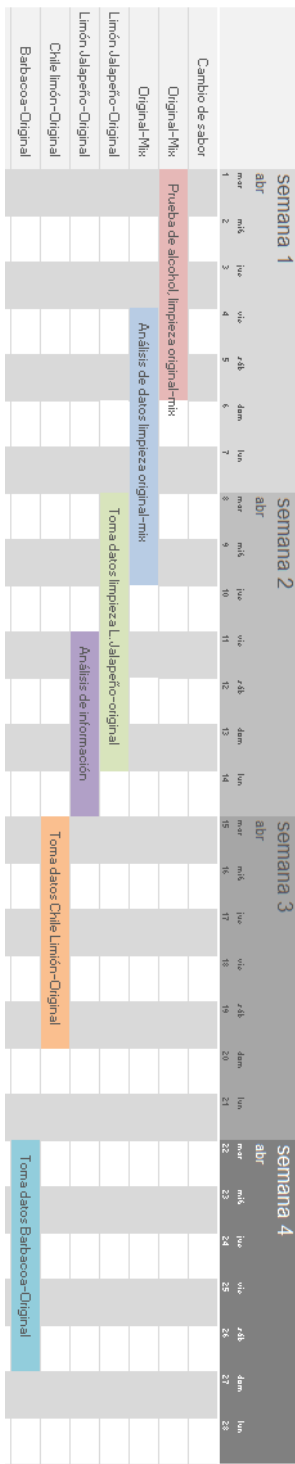 semana 1
semana 2
semana 3
semana 4
abr
abr
abr
abr
mar
mié
jue
vie
sáb
dom
lun
mar
mié
jue
vie
sáb
dom
lun
mar
mié
jue
vie
sáb
dom
lun
mar
mié
jue
vie
sáb
dom
lun
Cambio de sabor
1
2
3
4
5
6
7
8
9
10
11
12
13
14
15
16
17
18
19
20
21
22
23
24
25
26
27
28
Original-Mix
Prueba de alcohol, limpieza original-mix
Original-Mix
Análisis de datos limpieza original-mix
Limón Jalapeño-Original
Toma datos limpieza L.Jalapeño-original
Limón Jalapeño-Original
Análisis de información
Chile limón-Original
Toma datos Chile Limión-Original
Barbacoa-Original
Toma datos Barbacoa-Original